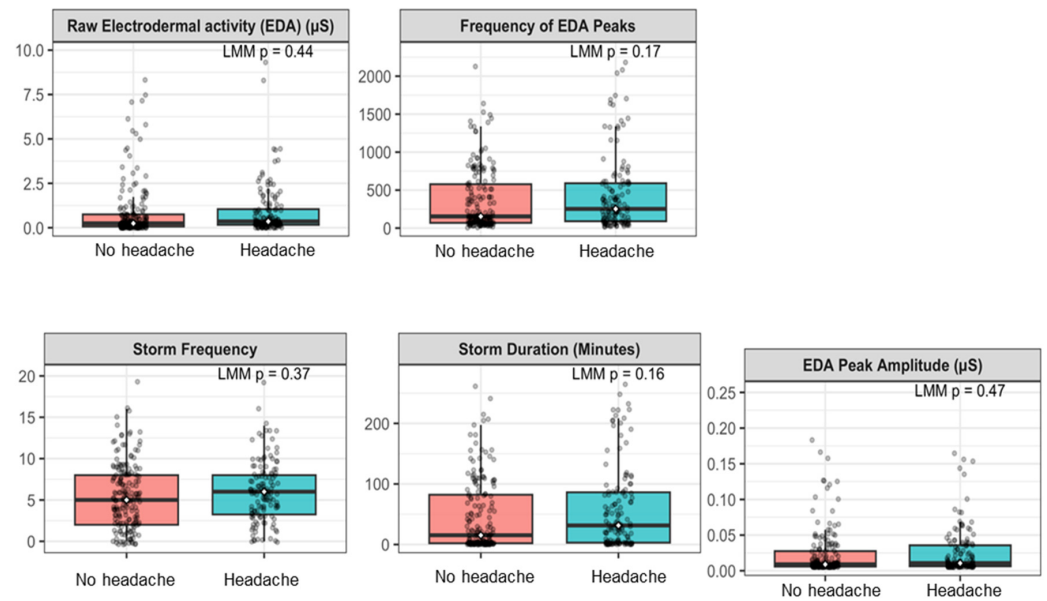 Raw Electrodermal activity (EDA) (µS)
LMM p = 0.44
10.0
7.5
5.0
2.5
0.0
No headache Headache
Frequency of EDA Peaks
LMM p = 0.17
2000
1500
1000
500
0
No headache Headache
Storm Frequency
LMM p = 0.37
20
15
10
5
0
No headache Headache
Storm Duration (Minutes)
LMM p = 0.16
200
100
0
No headache Headache
EDA Peak Amplitude (µS)
LMM p = 0.47
0.25
0.20
0.15
0.10
0.05
0.00
No headache Headache